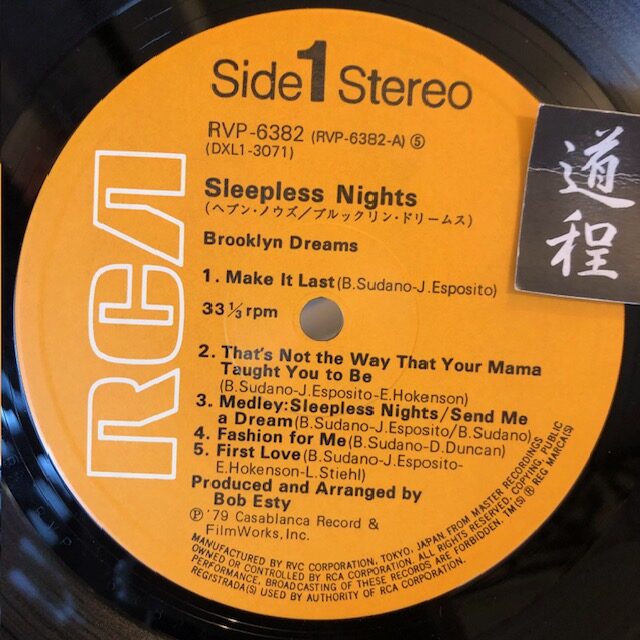 Side 1 Stereo
RVP-6382 (RVP-6382-A) ⑤
(DXL1-3071)
Sleepless Nights
(ヘブン・ノウズ/ブルックリン・ドリームス)
Brooklyn Dreams
1. Make It Last (B.Sudano-J.Esposito)
33 1/3 rpm
2. That's Not the Way That Your Mama
Taught You to Be
(B.Sudano-J.Esposito-E.Hokenson)
3. Medley:Sleepless Nights/Send Me
a Dream (B.Sudano-J.Esposito/B.Sudano)
4. Fashion for Me (B.Sudano-D.Duncan)
5. First Love (B.Sudano-J.Esposito-
E.Hokenson-L.Stiehl)
Produced and Arranged by
Bob Esty
Ⓟ '79 Casablanca Record &
FilmWorks, Inc.
MANUFACTURED BY RVC CORPORATION, TOKYO, JAPAN. FROM MASTER RECORDINGS
OWNED OR CONTROLLED BY RCA CORPORATION. ALL RIGHTS RESERVED, COPYING, PUBLIC
PERFORMANCE, BROADCASTING OF THESE RECORDS ARE FORBIDDEN. TM(S) ® REG MARCA(S)
REGISTRADA(S) USED BY AUTHORITY OF RCA CORPORATION.
RCA
道程